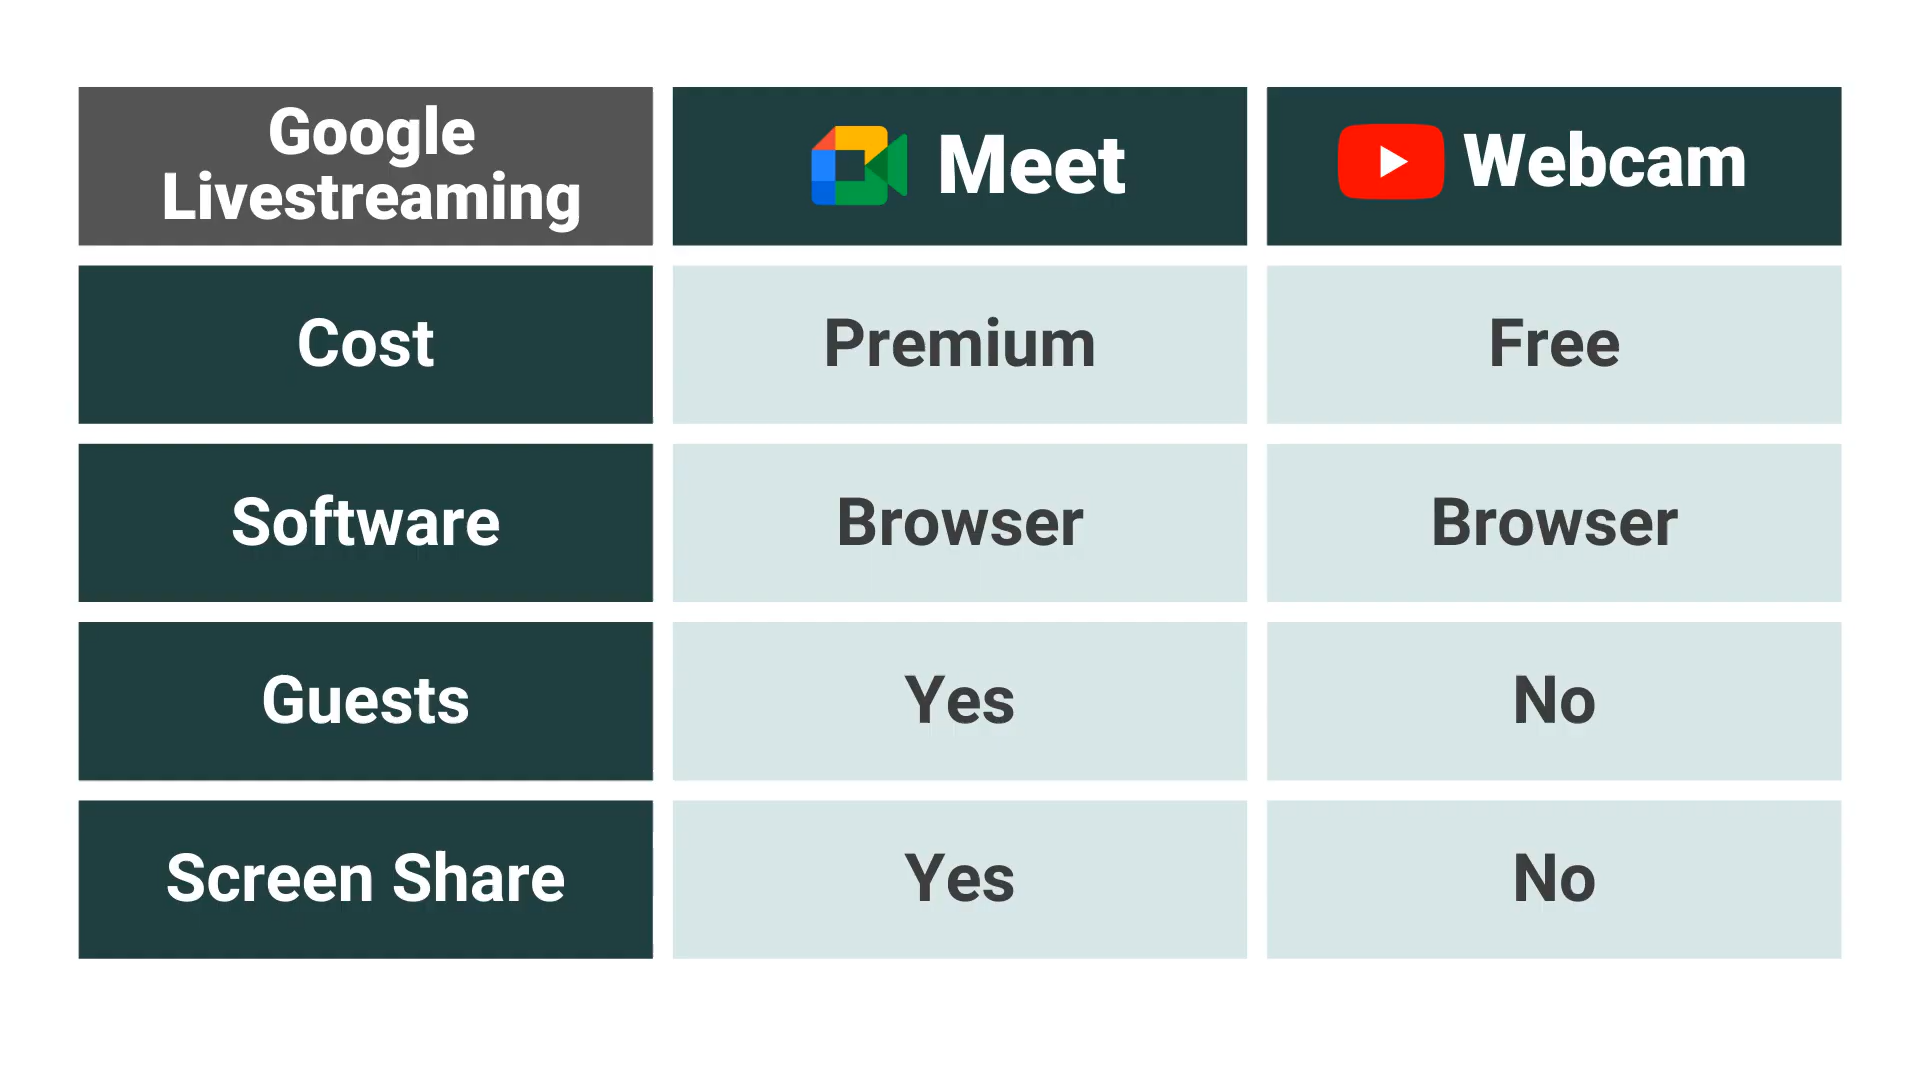 Google
Livestreaming
Meet
Webcam
Cost
Premium
Free
Software
Browser
Browser
Guests
Yes
No
Screen Share
Yes
No